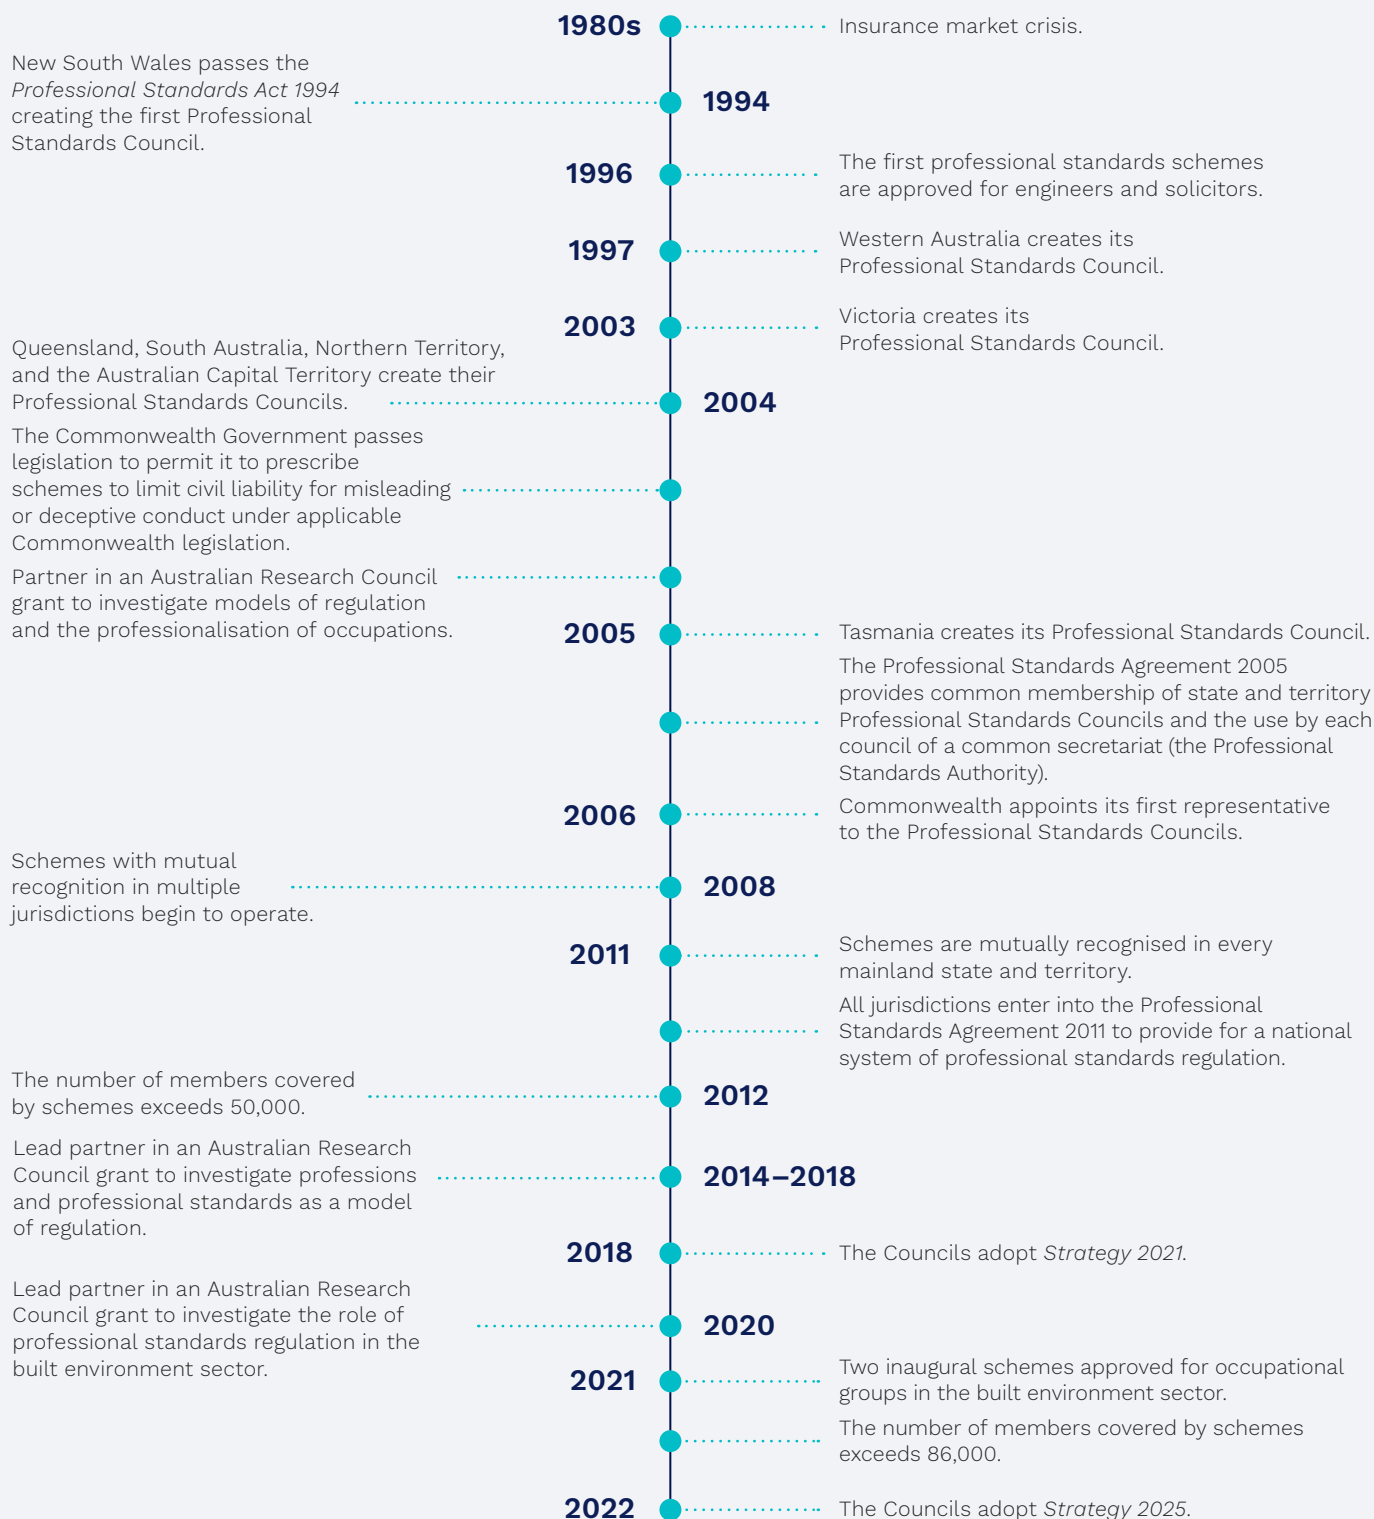 1980s
Insurance market crisis.
New South Wales passes the
Professional Standards Act 1994
creating the first Professional
Standards Council.
1994
1996
The first professional standards schemes
are approved for engineers and solicitors.
1997
Western Australia creates its
Professional Standards Council.
2003
Victoria creates its
Professional Standards Council.
Queensland, South Australia, Northern Territory,
and the Australian Capital Territory create their
Professional Standards Councils.
2004
The Commonwealth Government passes
legislation to permit it to prescribe
schemes to limit civil liability for misleading
or deceptive conduct under applicable
Commonwealth legislation.
Partner in an Australian Research Council
grant to investigate models of regulation
and the professionalisation of occupations.
2005
Tasmania creates its Professional Standards Council.
The Professional Standards Agreement 2005
provides common membership of state and territory
Professional Standards Councils and the use by each
council of a common secretariat (the Professional
Standards Authority).
2006
Commonwealth appoints its first representative
to the Professional Standards Councils.
Schemes with mutual
recognition in multiple
jurisdictions begin to operate.
2008
2011
Schemes are mutually recognised in every
mainland state and territory.
All jurisdictions enter into the Professional
Standards Agreement 2011 to provide for a national
system of professional standards regulation.
The number of members covered
by schemes exceeds 50,000.
2012
Lead partner in an Australian Research
Council grant to investigate professions
and professional standards as a model
of regulation.
2014–2018
2018
The Councils adopt Strategy 2021.
Lead partner in an Australian Research
Council grant to investigate the role of
professional standards regulation in the
built environment sector.
2020
2021
Two inaugural schemes approved for occupational
groups in the built environment sector.
The number of members covered by schemes
exceeds 86,000.
2022
The Councils adopt Strategy 2025.